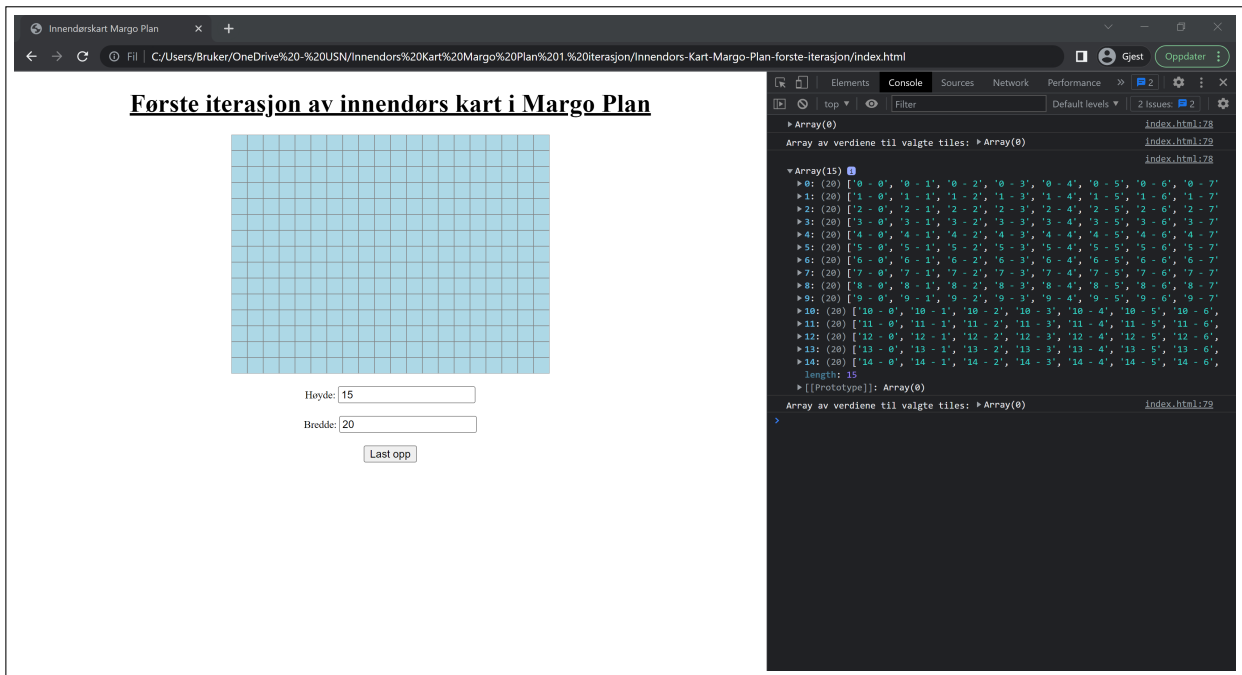 Innendørskart Margo Plan
Fil C:/Users/Bruker/OneDrive%20-%20USN/Innendors%20Kart%20Margo%20Plan%201.%20iterasjon/Innendors-Kart-Margo-Plan-forste-iterasjon/index.html Gjest Oppdater
Første iterasjon av innendørs kart i Margo Plan
Høyde: 15
Bredde: 20
Last opp
Elements Console Sources Network Performance » 2
top Filter Default levels 2 Issues: 2
Array(0) index.html:78
Array av verdiene til valgte tiles: Array(0) index.html:79
index.html:78
Array(15) i
0: (20) ['0 - 0', '0 - 1', '0 - 2', '0 - 3', '0 - 4', '0 - 5', '0 - 6', '0 - 7'
1: (20) ['1 - 0', '1 - 1', '1 - 2', '1 - 3', '1 - 4', '1 - 5', '1 - 6', '1 - 7'
2: (20) ['2 - 0', '2 - 1', '2 - 2', '2 - 3', '2 - 4', '2 - 5', '2 - 6', '2 - 7'
3: (20) ['3 - 0', '3 - 1', '3 - 2', '3 - 3', '3 - 4', '3 - 5', '3 - 6', '3 - 7'
4: (20) ['4 - 0', '4 - 1', '4 - 2', '4 - 3', '4 - 4', '4 - 5', '4 - 6', '4 - 7'
5: (20) ['5 - 0', '5 - 1', '5 - 2', '5 - 3', '5 - 4', '5 - 5', '5 - 6', '5 - 7'
6: (20) ['6 - 0', '6 - 1', '6 - 2', '6 - 3', '6 - 4', '6 - 5', '6 - 6', '6 - 7'
7: (20) ['7 - 0', '7 - 1', '7 - 2', '7 - 3', '7 - 4', '7 - 5', '7 - 6', '7 - 7'
8: (20) ['8 - 0', '8 - 1', '8 - 2', '8 - 3', '8 - 4', '8 - 5', '8 - 6', '8 - 7'
9: (20) ['9 - 0', '9 - 1', '9 - 2', '9 - 3', '9 - 4', '9 - 5', '9 - 6', '9 - 7'
10: (20) ['10 - 0', '10 - 1', '10 - 2', '10 - 3', '10 - 4', '10 - 5', '10 - 6',
11: (20) ['11 - 0', '11 - 1', '11 - 2', '11 - 3', '11 - 4', '11 - 5', '11 - 6',
12: (20) ['12 - 0', '12 - 1', '12 - 2', '12 - 3', '12 - 4', '12 - 5', '12 - 6',
13: (20) ['13 - 0', '13 - 1', '13 - 2', '13 - 3', '13 - 4', '13 - 5', '13 - 6',
14: (20) ['14 - 0', '14 - 1', '14 - 2', '14 - 3', '14 - 4', '14 - 5', '14 - 6',
length: 15
[[Prototype]]: Array(0)
Array av verdiene til valgte tiles: Array(0) index.html:79